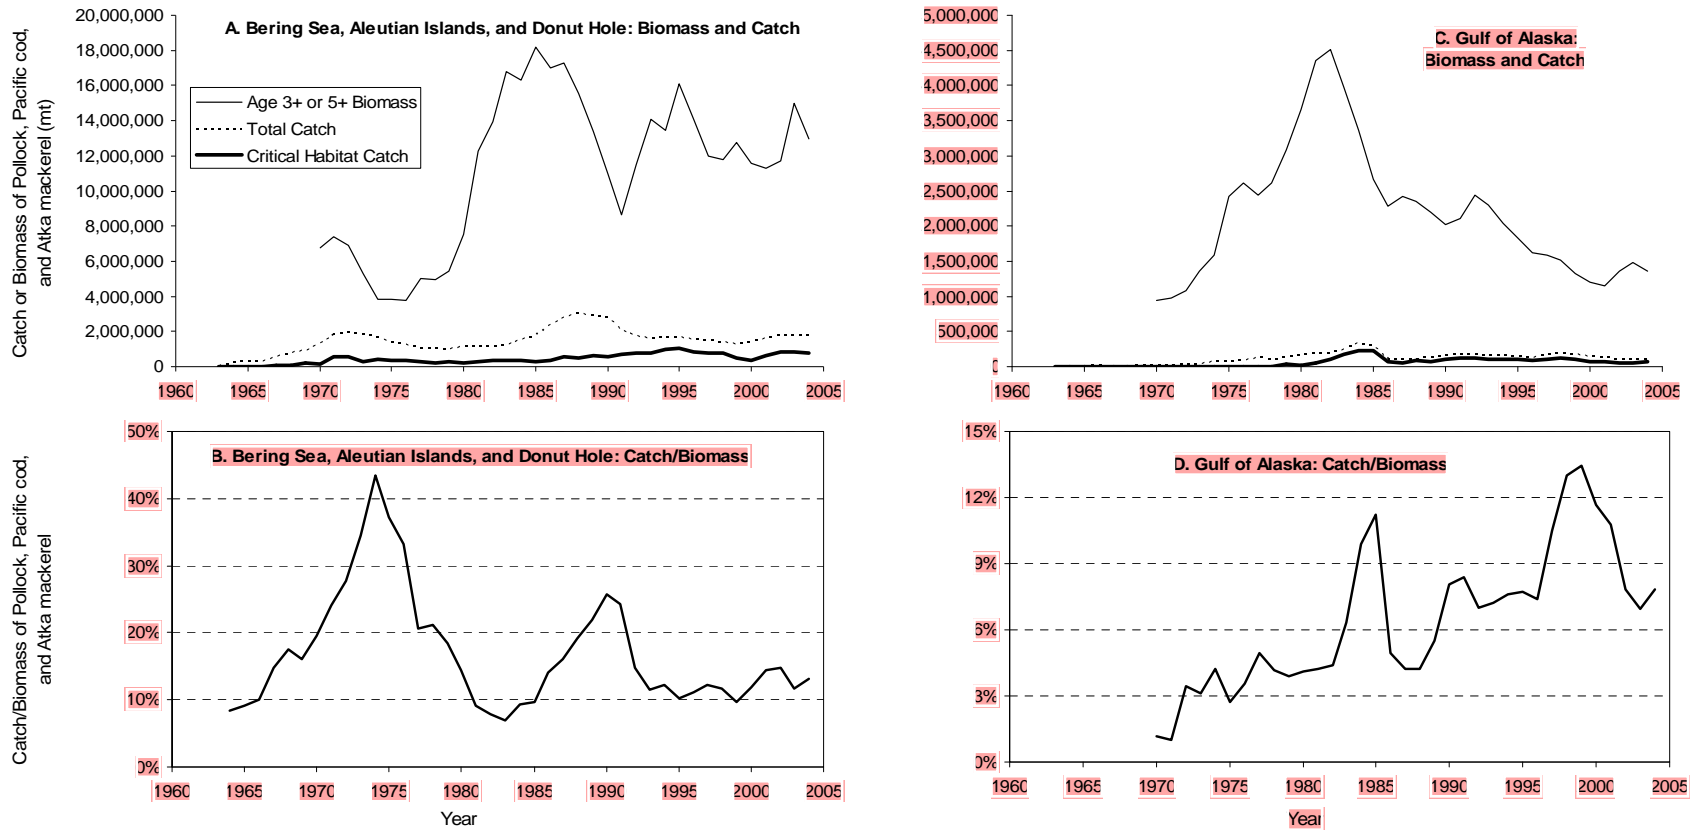 A. Bering Sea, Aleutian Islands, and Donut Hole: Biomass and Catch
Catch or Biomass of Pollock, Pacific cod,
and Atka mackerel (mt)
20,000,000
18,000,000
16,000,000
14,000,000
12,000,000
10,000,000
8,000,000
6,000,000
4,000,000
2,000,000
0
Age 3+ or 5+ Biomass
Total Catch
Critical Habitat Catch
1960 1965 1970 1975 1980 1985 1990 1995 2000 2005
C. Gulf of Alaska:
Biomass and Catch
5,000,000
4,500,000
4,000,000
3,500,000
3,000,000
2,500,000
2,000,000
1,500,000
1,000,000
500,000
0
1960 1965 1970 1975 1980 1985 1990 1995 2000 2005
B. Bering Sea, Aleutian Islands, and Donut Hole: Catch/Biomass
Catch/Biomass of Pollock, Pacific cod,
and Atka mackerel
50%
40%
30%
20%
10%
0%
1960 1965 1970 1975 1980 1985 1990 1995 2000 2005
Year
D. Gulf of Alaska: Catch/Biomass
15%
12%
9%
6%
3%
0%
1960 1965 1970 1975 1980 1985 1990 1995 2000 2005
Year